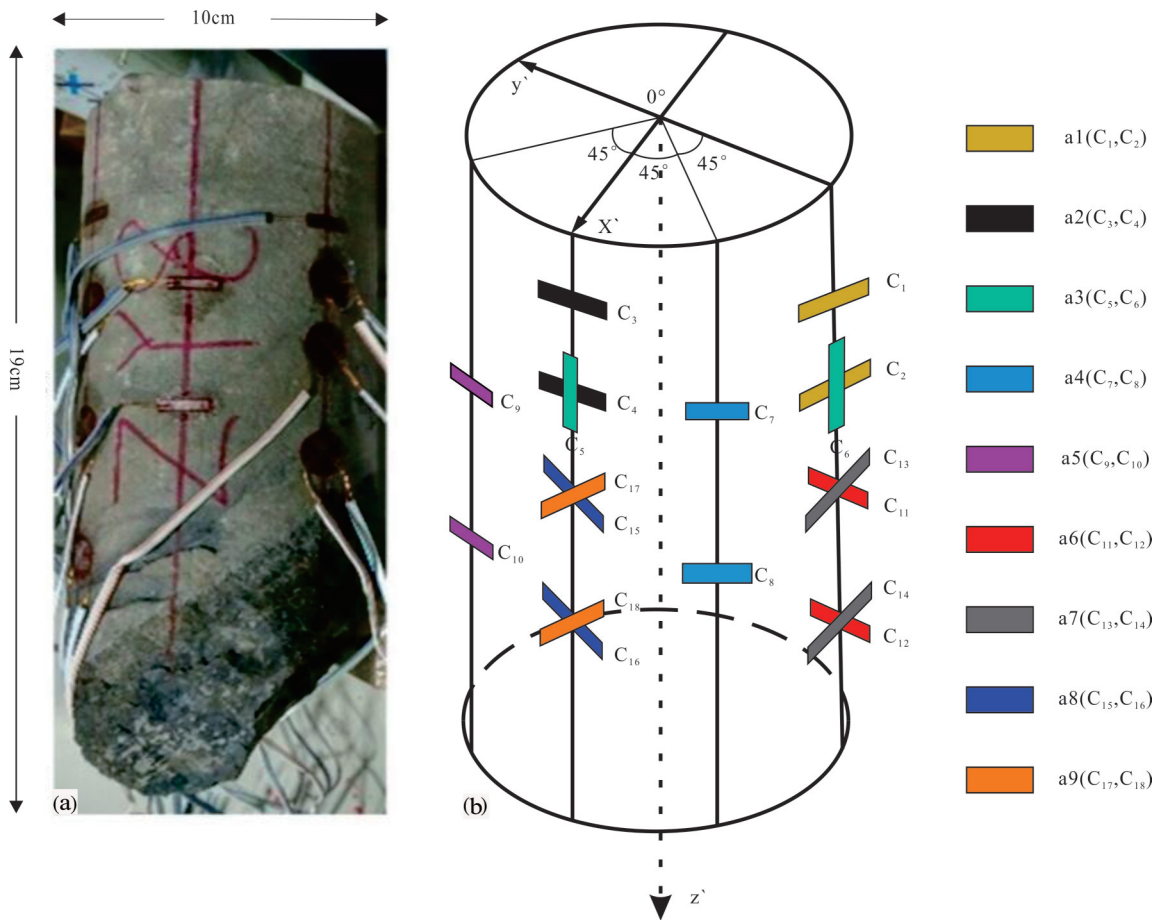 10cm
19cm
(a)
y`
0°
45°
45°
45°
X`
C₁
C₃
C₂
C₉
C₄
C₇
C₅
C₆
C₁₃
C₁₇
C₁₁
C₁₅
C₁₀
C₈
C₁₄
C₁₈
C₁₂
C₁₆
(b)
z`
a1(C₁,C₂)
a2(C₃,C₄)
a3(C₅,C₆)
a4(C₇,C₈)
a5(C₉,C₁₀)
a6(C₁₁,C₁₂)
a7(C₁₃,C₁₄)
a8(C₁₅,C₁₆)
a9(C₁₇,C₁₈)